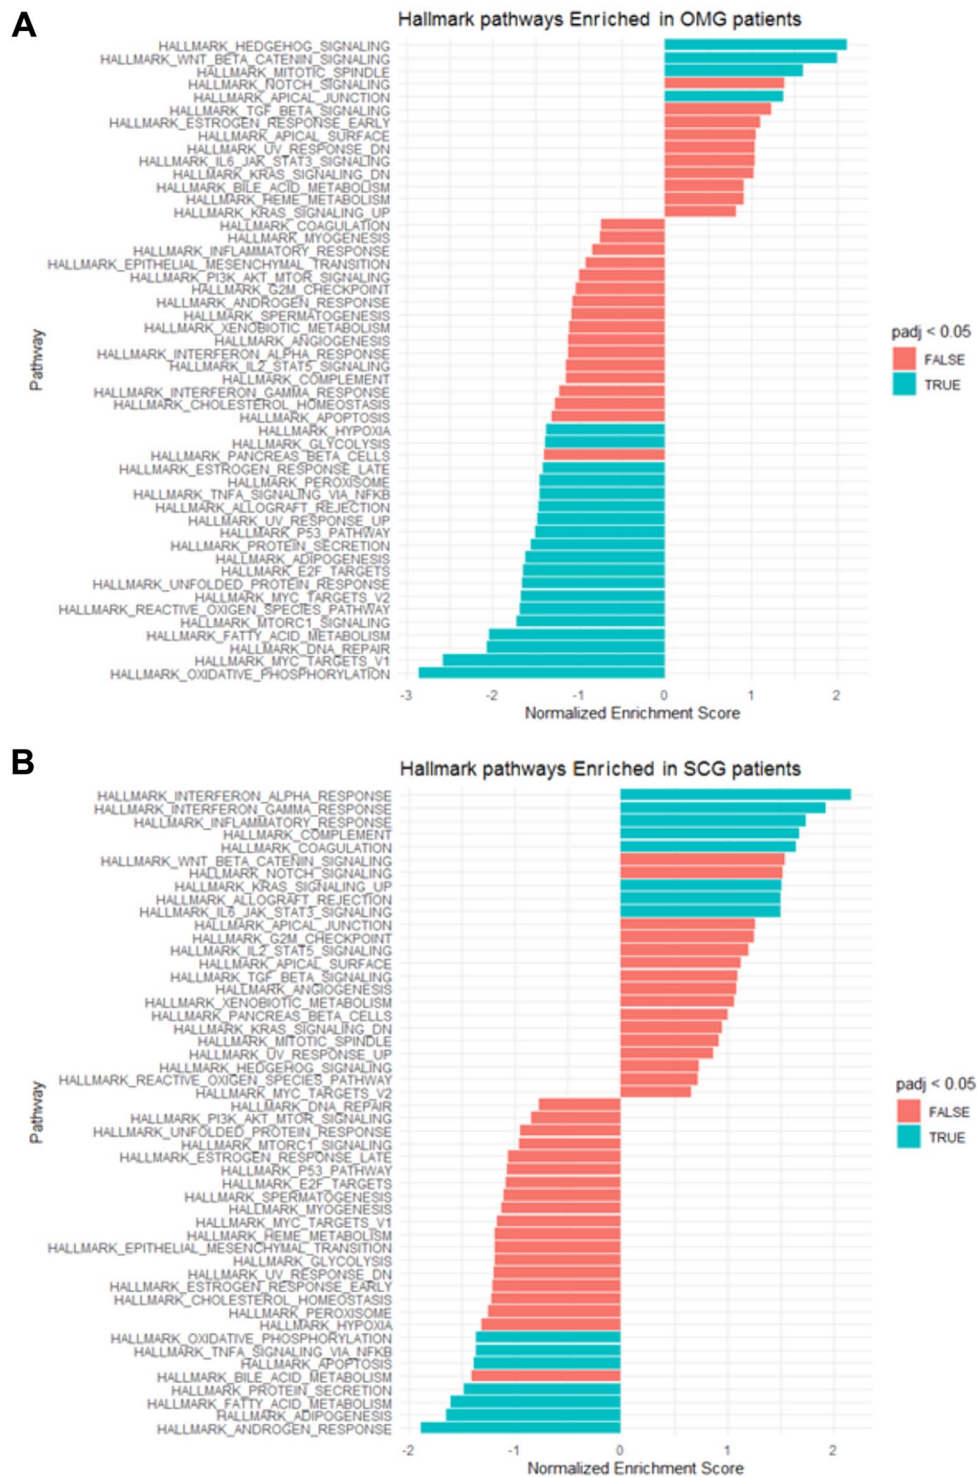 A
Hallmark pathways Enriched in OMG patients
HALLMARK_HEDGEHOG_SIGNALING
HALLMARK_WNT_BETA_CATENIN_SIGNALING
HALLMARK_MITOTIC_SPINDLE
HALLMARK_NOTCH_SIGNALING
HALLMARK_APICAL_JUNCTION
HALLMARK_TGF_BETA_SIGNALING
HALLMARK_ESTROGEN_RESPONSE_EARLY
HALLMARK_APICAL_SURFACE
HALLMARK_UV_RESPONSE_DN
HALLMARK_IL6_JAK_STAT3_SIGNALING
HALLMARK_KRAS_SIGNALING_DN
HALLMARK_BILE_ACID_METABOLISM
HALLMARK_HEME_METABOLISM
HALLMARK_KRAS_SIGNALING_UP
HALLMARK_COAGULATION
HALLMARK_MYOGENESIS
HALLMARK_INFLAMMATORY_RESPONSE
HALLMARK_EPITHELIAL_MESENCHYMAL_TRANSITION
HALLMARK_PI3K_AKT_MTOR_SIGNALING
HALLMARK_G2M_CHECKPOINT
HALLMARK_ANDROGEN_RESPONSE
HALLMARK_SPERMATOGENESIS
HALLMARK_XENOBIOTIC_METABOLISM
HALLMARK_ANGIOGENESIS
HALLMARK_INTERFERON_ALPHA_RESPONSE
HALLMARK_IL2_STAT5_SIGNALING
HALLMARK_COMPLEMENT
HALLMARK_INTERFERON_GAMMA_RESPONSE
HALLMARK_CHOLESTEROL_HOMEOSTASIS
HALLMARK_APOPTOSIS
HALLMARK_HYPOXIA
HALLMARK_GLYCOLYSIS
HALLMARK_PANCREAS_BETA_CELLS
HALLMARK_ESTROGEN_RESPONSE_LATE
HALLMARK_PEROXISOME
HALLMARK_TNFA_SIGNALING_VIA_NFKB
HALLMARK_ALLOGRAFT_REJECTION
HALLMARK_UV_RESPONSE_UP
HALLMARK_P53_PATHWAY
HALLMARK_PROTEIN_SECRETION
HALLMARK_ADIPOGENESIS
HALLMARK_E2F_TARGETS
HALLMARK_UNFOLDED_PROTEIN_RESPONSE
HALLMARK_MYC_TARGETS_V2
HALLMARK_REACTIVE_OXIGEN_SPECIES_PATHWAY
HALLMARK_MTORC1_SIGNALING
HALLMARK_FATTY_ACID_METABOLISM
HALLMARK_DNA_REPAIR
HALLMARK_MYC_TARGETS_V1
HALLMARK_OXIDATIVE_PHOSPHORYLATION
Pathway
-3 -2 -1 0 1 2
Normalized Enrichment Score
padj < 0.05
FALSE
TRUE
B
Hallmark pathways Enriched in SCG patients
HALLMARK_INTERFERON_ALPHA_RESPONSE
HALLMARK_INTERFERON_GAMMA_RESPONSE
HALLMARK_INFLAMMATORY_RESPONSE
HALLMARK_COMPLEMENT
HALLMARK_COAGULATION
HALLMARK_WNT_BETA_CATENIN_SIGNALING
HALLMARK_NOTCH_SIGNALING
HALLMARK_KRAS_SIGNALING_UP
HALLMARK_ALLOGRAFT_REJECTION
HALLMARK_IL6_JAK_STAT3_SIGNALING
HALLMARK_APICAL_JUNCTION
HALLMARK_G2M_CHECKPOINT
HALLMARK_IL2_STAT5_SIGNALING
HALLMARK_APICAL_SURFACE
HALLMARK_TGF_BETA_SIGNALING
HALLMARK_ANGIOGENESIS
HALLMARK_XENOBIOTIC_METABOLISM
HALLMARK_PANCREAS_BETA_CELLS
HALLMARK_KRAS_SIGNALING_DN
HALLMARK_MITOTIC_SPINDLE
HALLMARK_UV_RESPONSE_UP
HALLMARK_HEDGEHOG_SIGNALING
HALLMARK_REACTIVE_OXIGEN_SPECIES_PATHWAY
HALLMARK_MYC_TARGETS_V2
HALLMARK_DNA_REPAIR
HALLMARK_PI3K_AKT_MTOR_SIGNALING
HALLMARK_UNFOLDED_PROTEIN_RESPONSE
HALLMARK_MTORC1_SIGNALING
HALLMARK_ESTROGEN_RESPONSE_LATE
HALLMARK_P53_PATHWAY
HALLMARK_E2F_TARGETS
HALLMARK_SPERMATOGENESIS
HALLMARK_MYOGENESIS
HALLMARK_MYC_TARGETS_V1
HALLMARK_HEME_METABOLISM
HALLMARK_EPITHELIAL_MESENCHYMAL_TRANSITION
HALLMARK_GLYCOLYSIS
HALLMARK_UV_RESPONSE_DN
HALLMARK_ESTROGEN_RESPONSE_EARLY
HALLMARK_CHOLESTEROL_HOMEOSTASIS
HALLMARK_PEROXISOME
HALLMARK_HYPOXIA
HALLMARK_OXIDATIVE_PHOSPHORYLATION
HALLMARK_TNFA_SIGNALING_VIA_NFKB
HALLMARK_APOPTOSIS
HALLMARK_BILE_ACID_METABOLISM
HALLMARK_PROTEIN_SECRETION
HALLMARK_FATTY_ACID_METABOLISM
HALLMARK_ADIPOGENESIS
HALLMARK_ANDROGEN_RESPONSE
Pathway
-2 -1 0 1 2
Normalized Enrichment Score
padj < 0.05
FALSE
TRUE